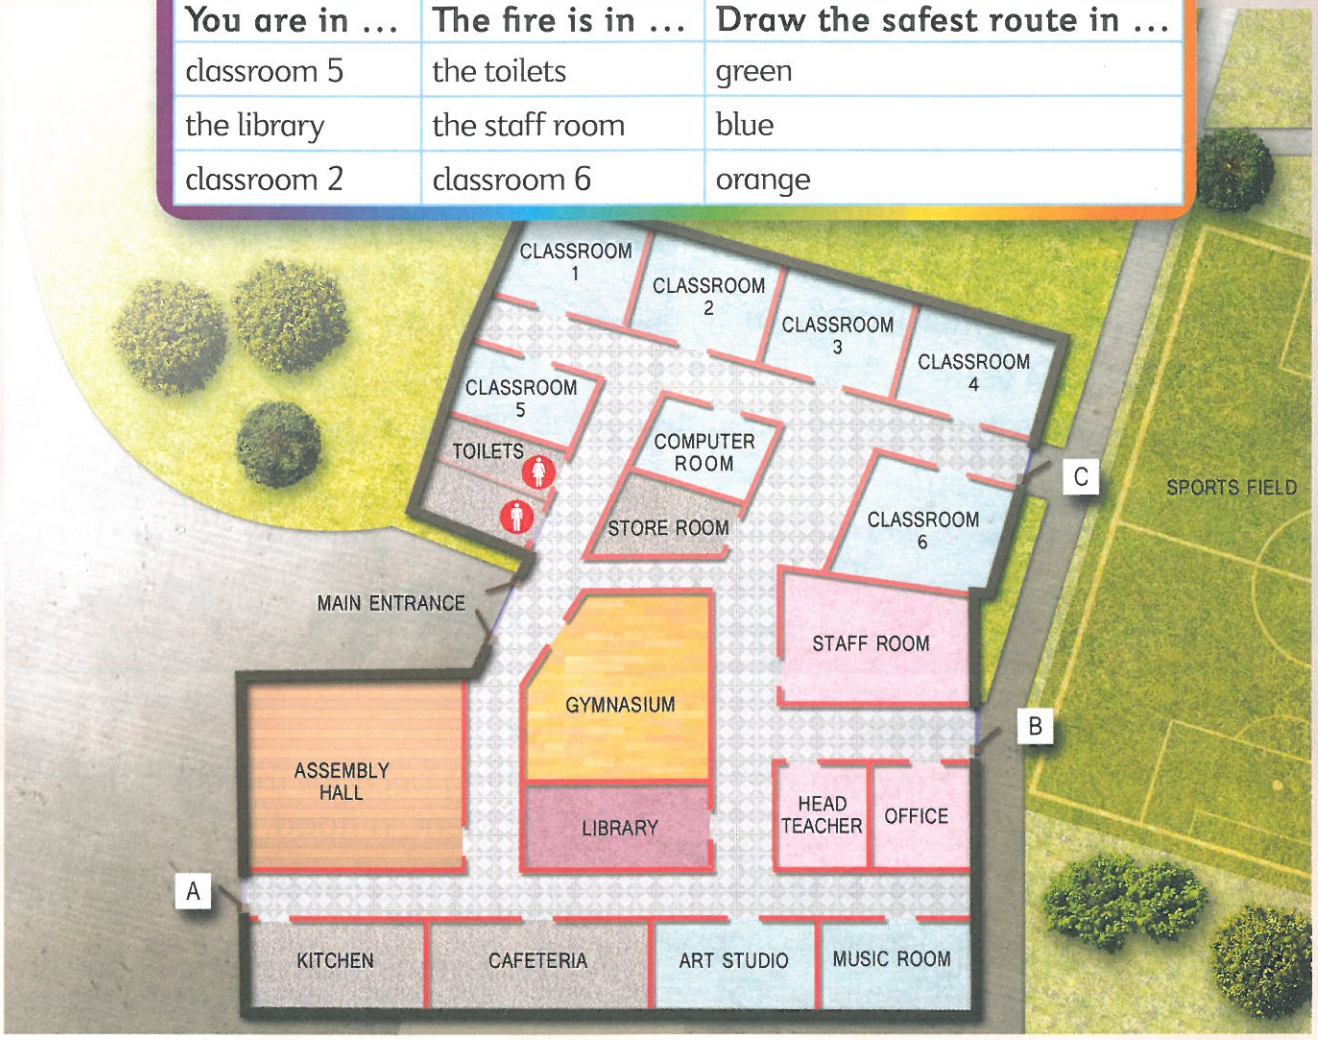 You are in ... The fire is in ... Draw the safest route in ...
classroom 5 the toilets green
the library the staff room blue
classroom 2 classroom 6 orange
CLASSROOM
1
CLASSROOM
2
CLASSROOM
3
CLASSROOM
4
CLASSROOM
5
TOILETS
COMPUTER
ROOM
STORE ROOM
CLASSROOM
6
C
SPORTS FIELD
MAIN ENTRANCE
STAFF ROOM
GYMNASIUM
B
ASSEMBLY
HALL
LIBRARY
HEAD
TEACHER
OFFICE
A
KITCHEN
CAFETERIA
ART STUDIO
MUSIC ROOM